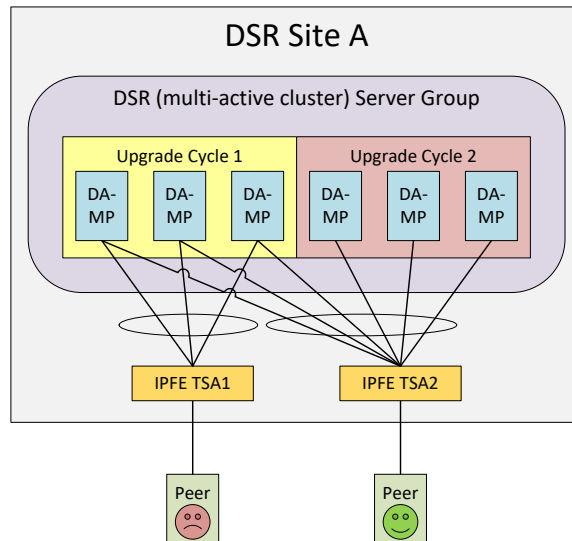 DSR Site A
DSR (multi-active cluster) Server Group
Upgrade Cycle 1
Upgrade Cycle 2
DA-
MP
DA-
MP
DA-
MP
DA-
MP
DA-
MP
DA-
MP
IPFE TSA1
IPFE TSA2
Peer
Peer